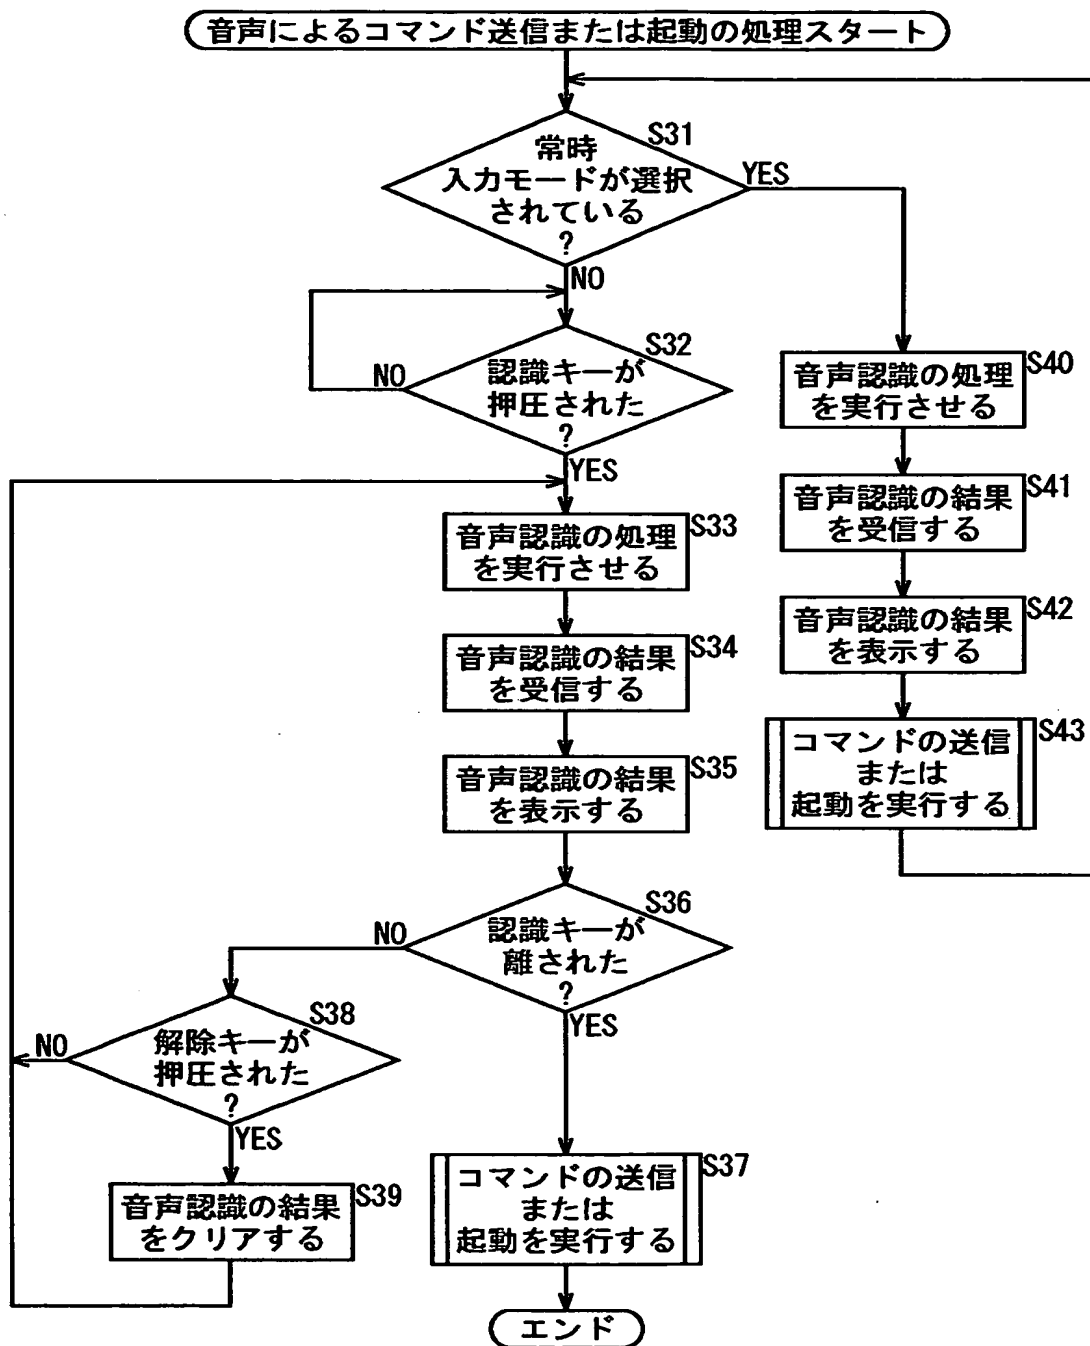 音声によるコマンド送信または起動の処理スタート
S31
常時
入力モードが選択
されている
?
YES
NO
S32
認識キーが
押圧された
?
NO
YES
S33
音声認識の処理
を実行させる
S34
音声認識の結果
を受信する
S35
音声認識の結果
を表示する
S36
認識キーが
離された
?
NO
YES
S38
解除キーが
押圧された
?
NO
YES
S39
音声認識の結果
をクリアする
S37
コマンドの送信
または
起動を実行する
エンド
S40
音声認識の処理
を実行させる
S41
音声認識の結果
を受信する
S42
音声認識の結果
を表示する
S43
コマンドの送信
または
起動を実行する